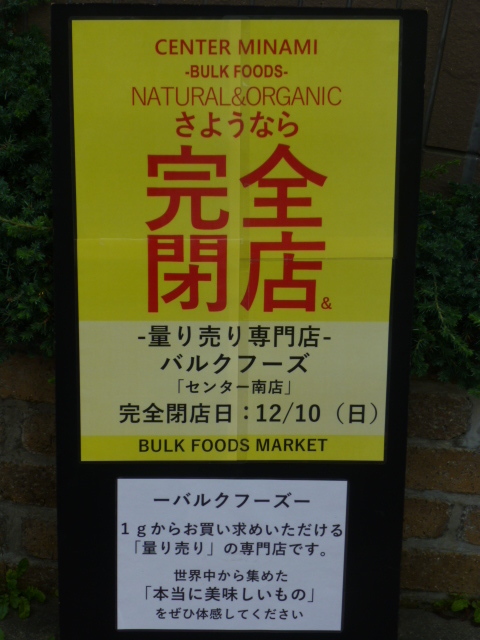 CENTER MINAMI
-BULK FOODS-
NATURAL&ORGANIC
さようなら
完全
閉店&
-量り売り専門店-
バルクフーズ
「センター南店」
完全閉店日：12/10（日）
BULK FOODS MARKET
ーバルクフーズー
１ｇからお買い求めいただける
「量り売り」の専門店です。
世界中から集めた
「本当に美味しいもの」
をぜひ体感してください